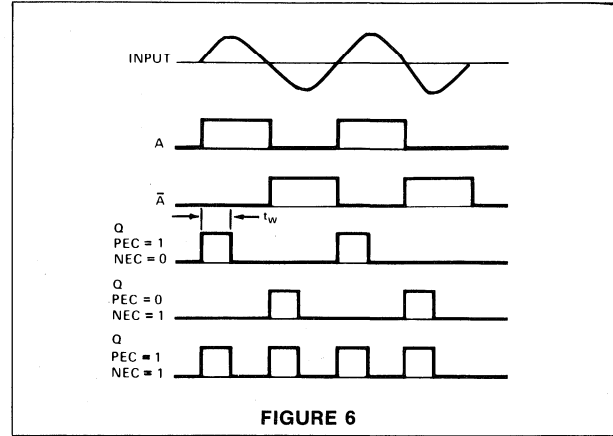 INPUT
A
Ā
t_w
Q
PEC = 1
NEC = 0
Q
PEC = 0
NEC = 1
Q
PEC = 1
NEC = 1
FIGURE 6